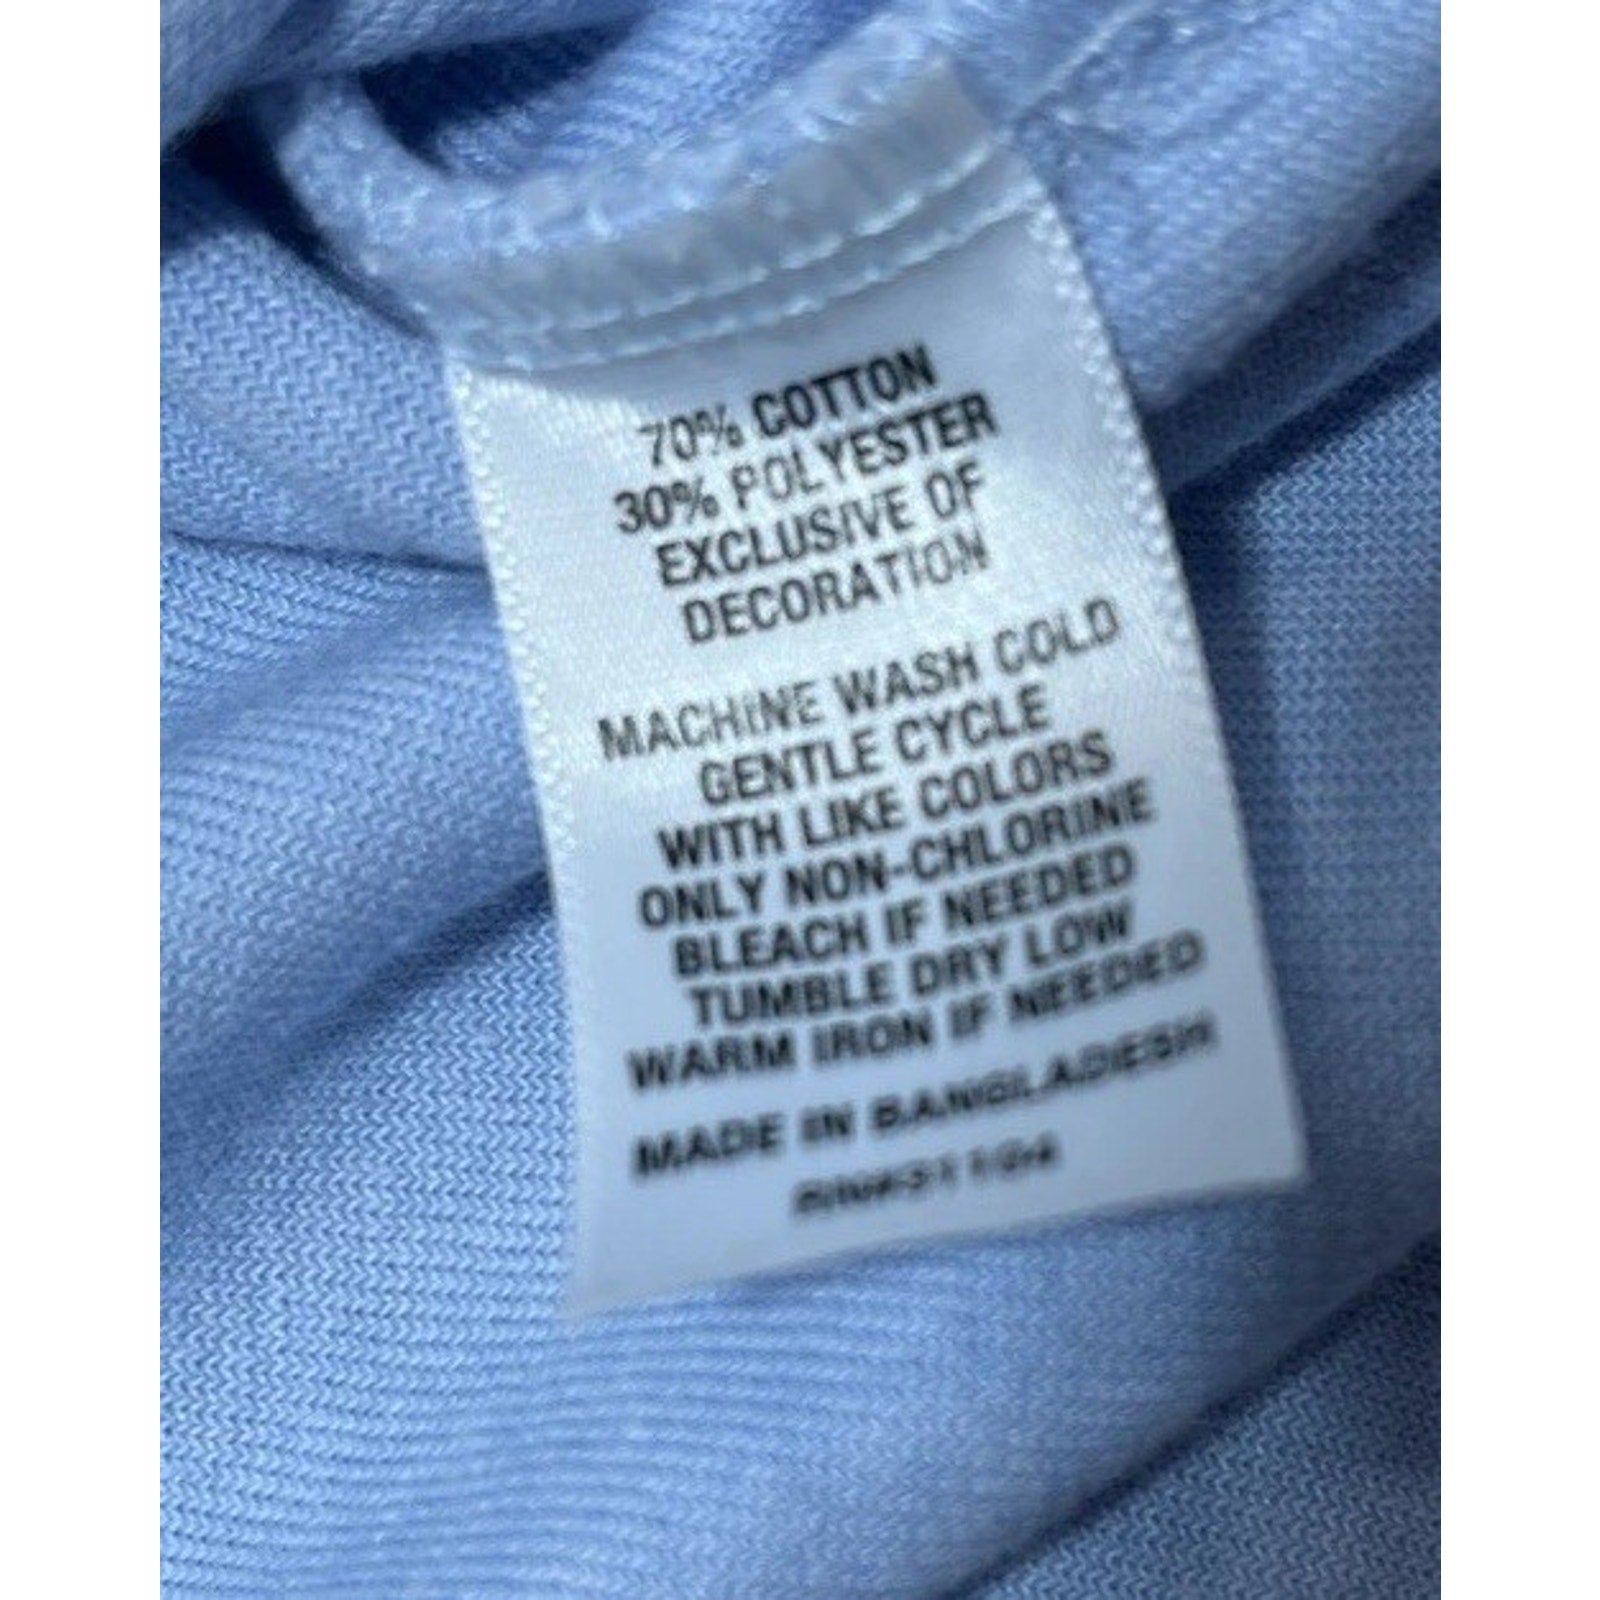 70% COTTON
30% POLYESTER
EXCLUSIVE OF
DECORATION
MACHINE WASH COLD
GENTLE CYCLE
WITH LIKE COLORS
ONLY NON-CHLORINE
BLEACH IF NEEDED
TUMBLE DRY LOW
WARM IRON IF NEEDED
MADE IN BANGLADESH